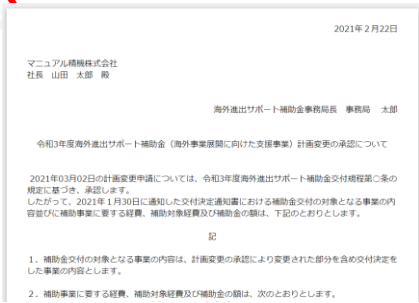 2021年2月22日
マニュアル精機株式会社
社長 山田 太郎 殿
海外進出サポート補助金事務局長 事務局 太郎
令和3年度海外進出サポート補助金（海外事業展開に向けた支援事業）計画変更の承認について
2021年03月02日の計画変更申請については、令和3年度海外進出サポート補助金交付規程第○条の
規定に基づき、承認します。
したがって、2021年1月30日に通知した交付決定通知書における補助金交付の対象となる事業の内
容並びに補助事業に要する経費、補助対象経費及び補助金の額は、下記のとおりとします。
記
1．補助金交付の対象となる事業の内容は、計画変更の承認により変更された部分を含め交付決定を
した事業の内容とします。
2．補助事業に要する経費、補助対象経費及び補助金の額は、次のとおりとします。